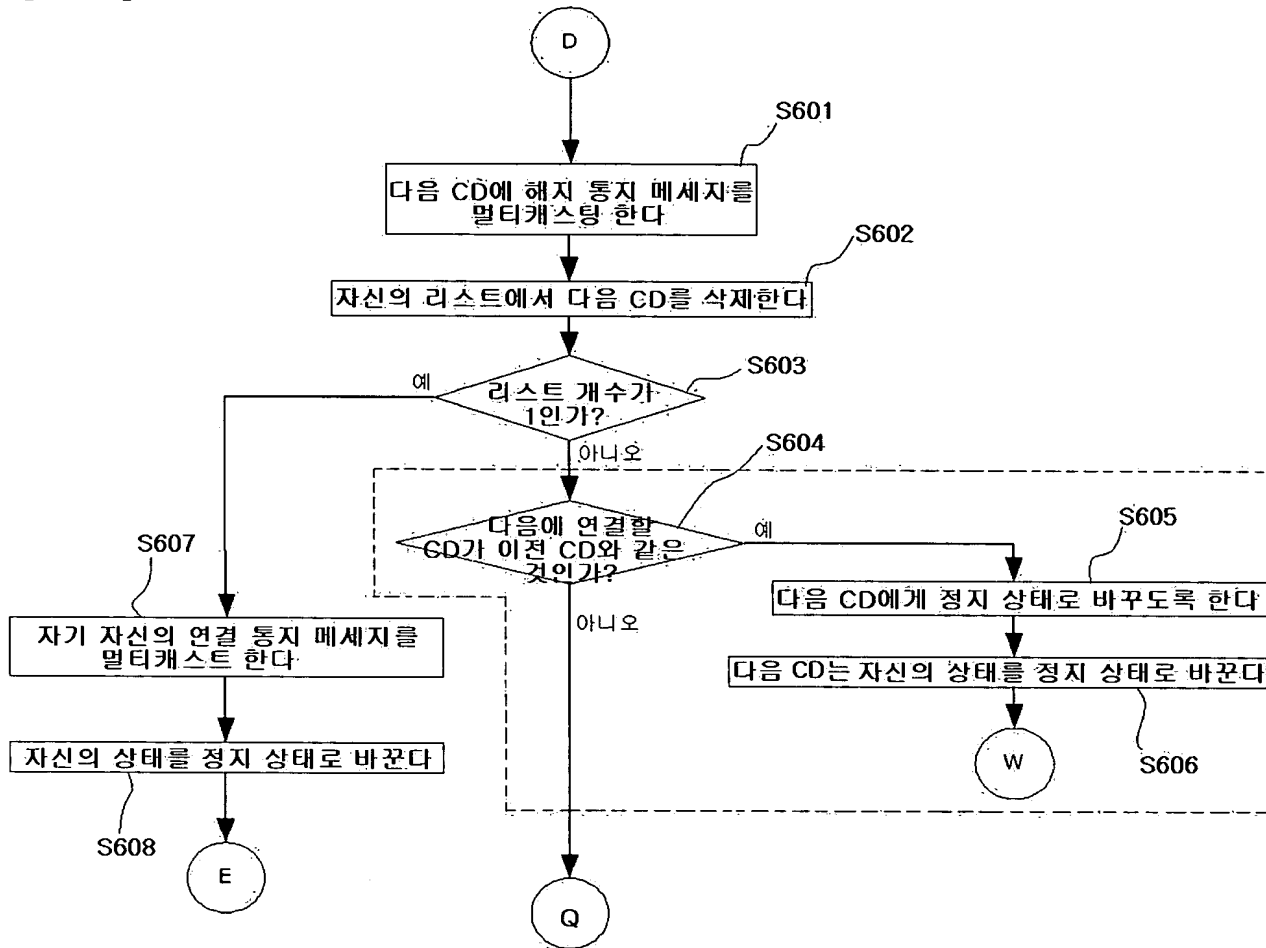 D
S601
다음 CD에 해지 통지 메세지를
멀티캐스팅 한다
S602
자신의 리스트에서 다음 CD를 삭제한다
S603
예
리스트 개수가
1인가?
아니오
S604
다음에 연결할
CD가 이전 CD와 같은
것인가?
예
S605
다음 CD에게 정지 상태로 바꾸도록 한다
다음 CD는 자신의 상태를 정지 상태로 바꾼다
S606
W
아니오
S607
자기 자신의 연결 통지 메세지를
멀티캐스트 한다
자신의 상태를 정지 상태로 바꾼다
S608
E
Q